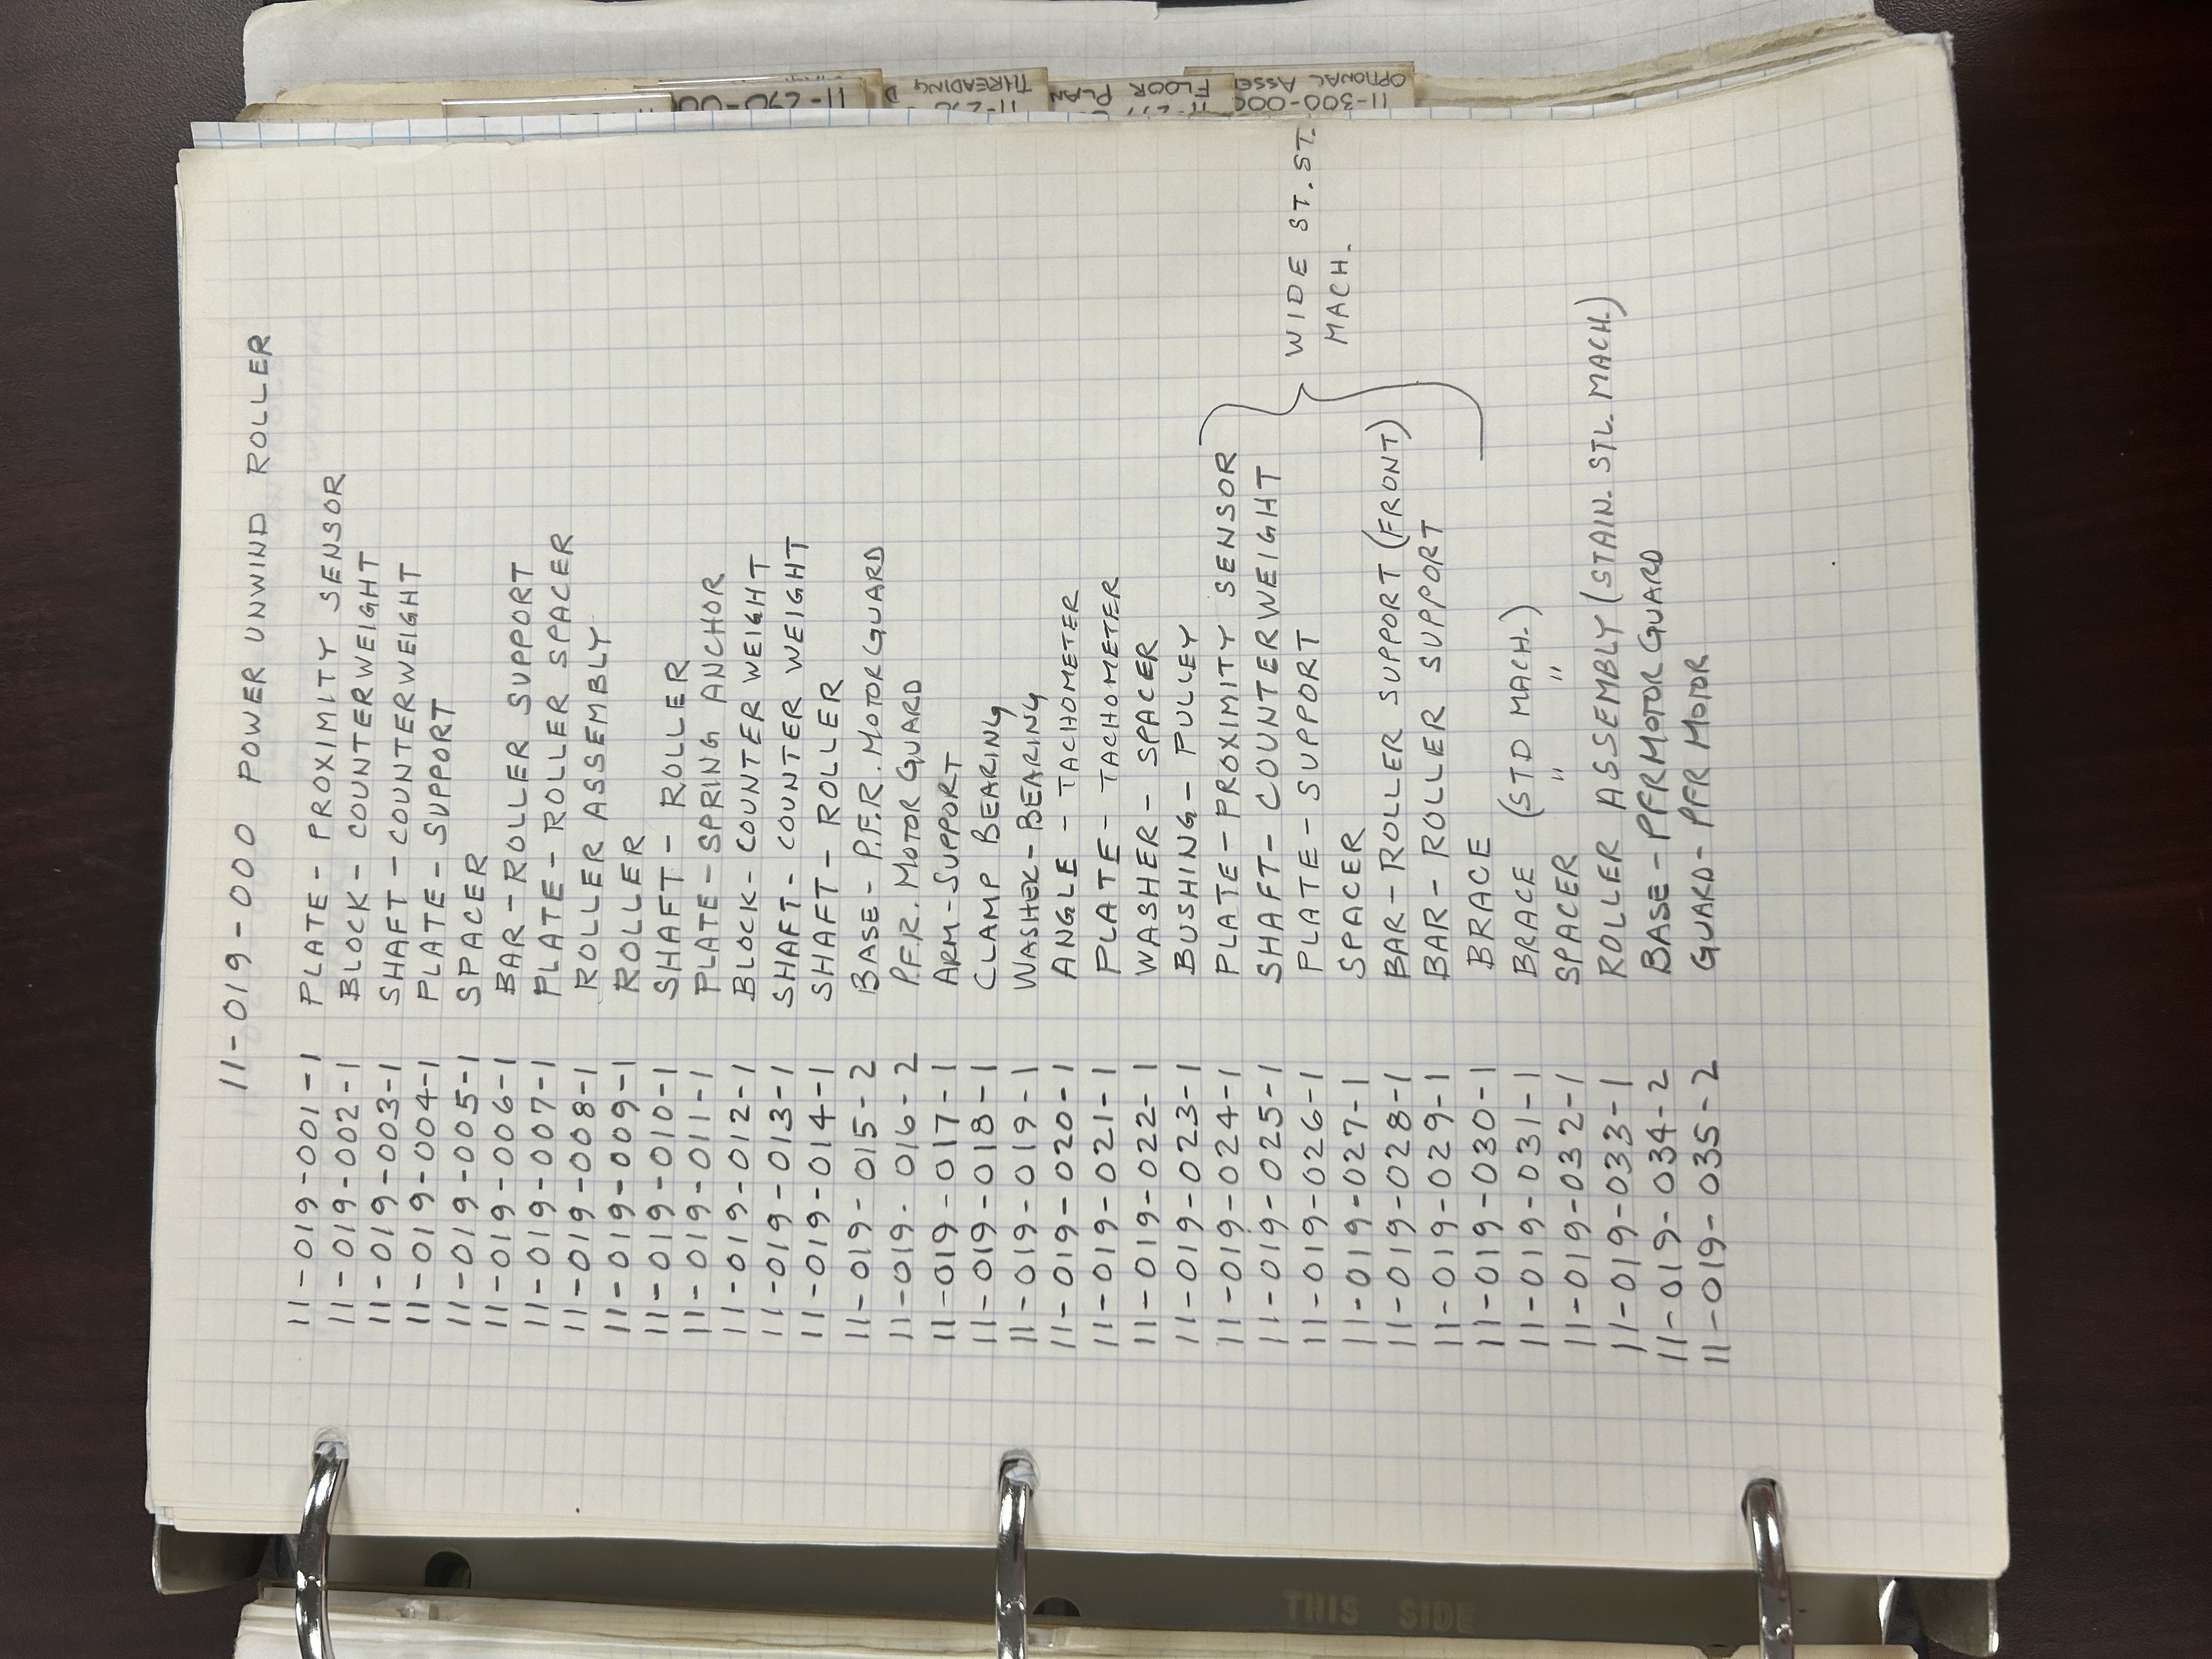 11-019-000 POWER UNWIND ROLLER
11-019-001-1 PLATE - PROXIMITY SENSOR
11-019-002-1 BLOCK - COUNTERWEIGHT
11-019-003-1 SHAFT - COUNTERWEIGHT
11-019-004-1 PLATE - SUPPORT
11-019-005-1 SPACER
11-019-006-1 BAR - ROLLER SUPPORT
11-019-007-1 PLATE - ROLLER SPACER
11-019-008-1 ROLLER ASSEMBLY
11-019-009-1 ROLLER
11-019-010-1 SHAFT - ROLLER
11-019-011-1 PLATE - SPRING ANCHOR
11-019-012-1 BLOCK - COUNTER WEIGHT
11-019-013-1 SHAFT - COUNTER WEIGHT
11-019-014-1 SHAFT - ROLLER
11-019-015-2 BASE - P.F.R. MOTOR GUARD
11-019-016-2 P.F.R. MOTOR GUARD
11-019-017-1 ARM - SUPPORT
11-019-018-1 CLAMP BEARING
11-019-019-1 WASHER - BEARING
11-019-020-1 ANGLE - TACHOMETER
11-019-021-1 PLATE - TACHOMETER
11-019-022-1 WASHER - SPACER
11-019-023-1 BUSHING - PULLEY
11-019-024-1 PLATE - PROXIMITY SENSOR
11-019-025-1 SHAFT - COUNTERWEIGHT
11-019-026-1 PLATE - SUPPORT
WIDE ST. ST.
MACH.
11-019-027-1 SPACER
11-019-028-1 BAR - ROLLER SUPPORT (FRONT)
11-019-029-1 BAR - ROLLER SUPPORT
11-019-030-1 BRACE
11-019-031-1 BRACE (STD MACH.)
11-019-032-1 SPACER " "
11-019-033-1 ROLLER ASSEMBLY (STAIN. STL. MACH.)
11-019-034-2 BASE - PFR MOTOR GUARD
11-019-035-2 GUARD - PFR MOTOR
THIS SIDE
THREADING D
FLOOR PLAN
11-300-000
OPTIONAL ASSE